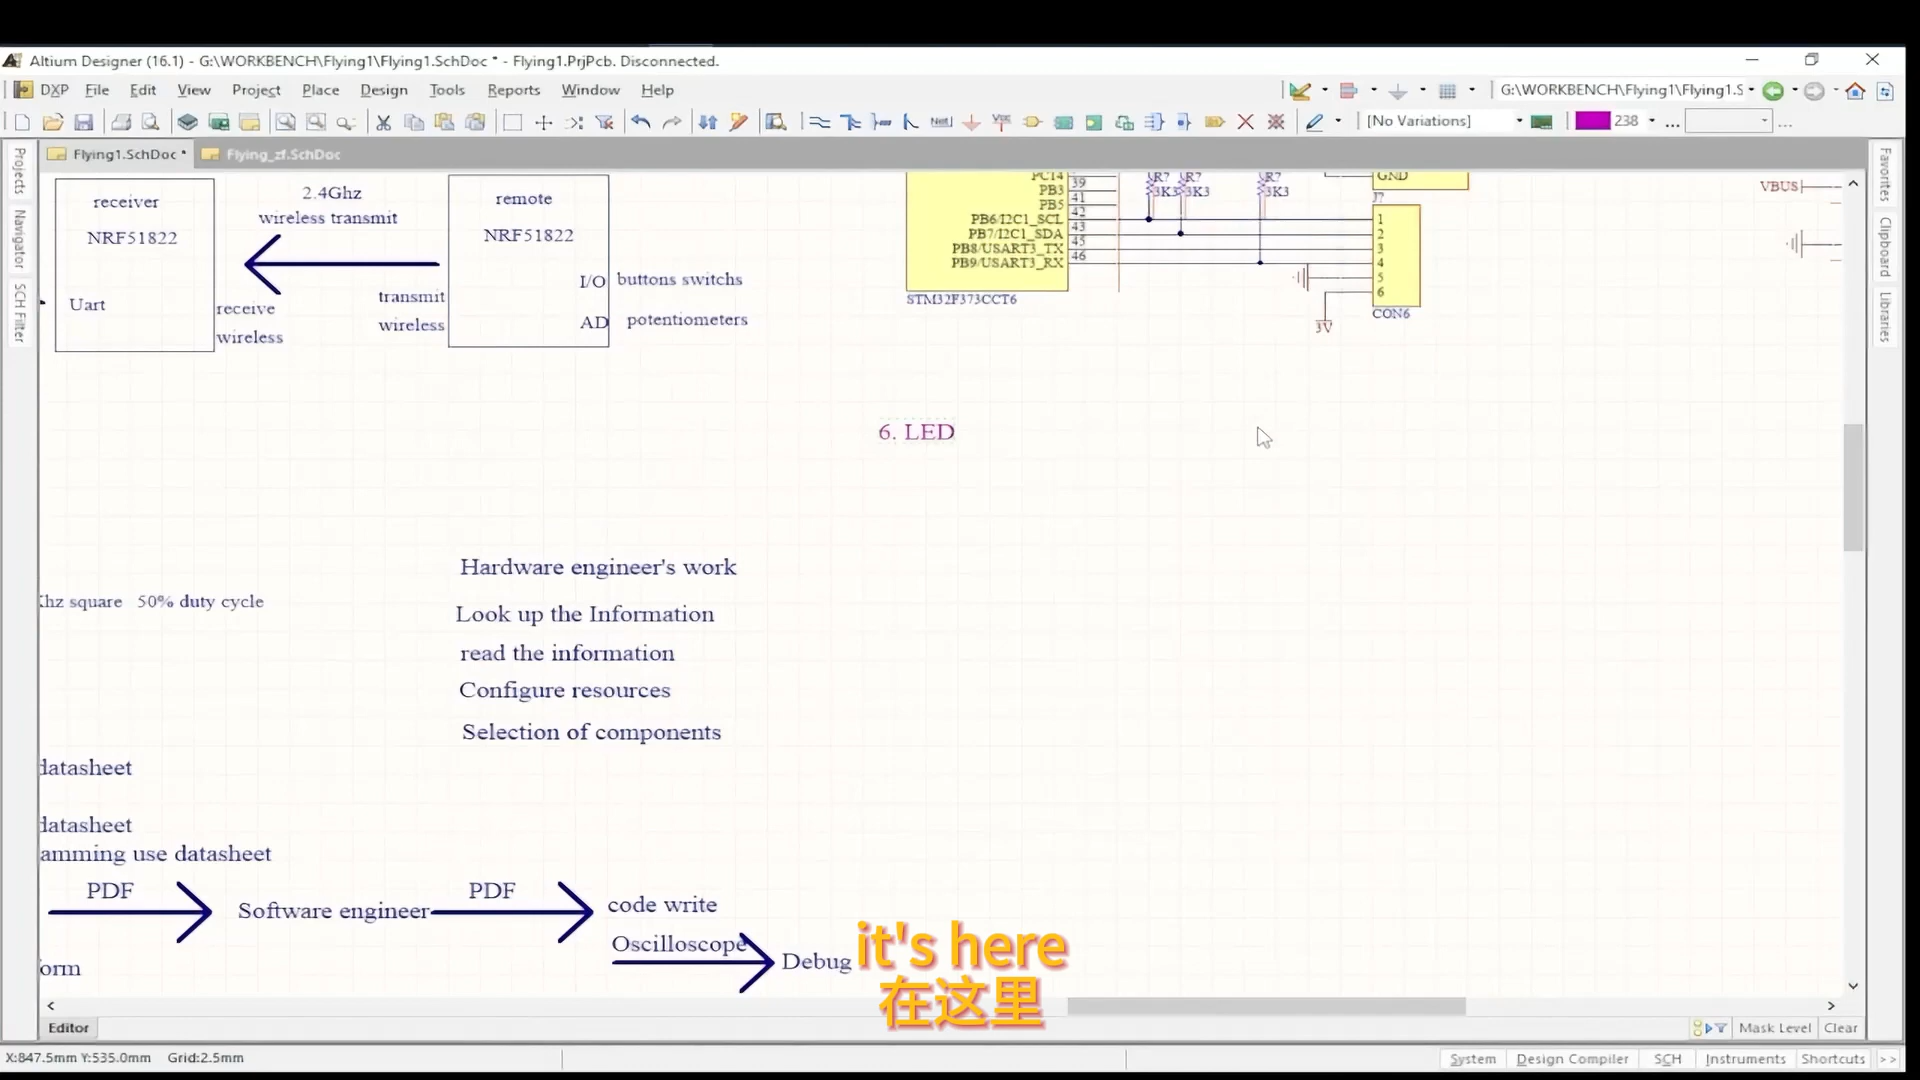 Altium Designer (16.1) - G:\WORKBENCH\Flying1\Flying1.SchDoc * - Flying1.PrjPcb. Disconnected.
DXP File Edit View Project Place Design Tools Reports Window Help
G:\WORKBENCH\Flying1\Flying1.S
[No Variations]
238
Flying1.SchDoc *
Flying_zf.SchDoc
Projects
Navigator
SCH Filter
Favorites
Clipboard
Libraries
receiver
NRF51822
Uart
2.4Ghz
wireless transmit
receive
wireless
transmit
wireless
remote
NRF51822
I/O buttons switchs
AD potentiometers
PC14
PB3
PB5
PB6/I2C1_SCL
PB7/I2C1_SDA
PB8/USART3_TX
PB9/USART3_RX
39
41
42
43
45
46
STM32F373CCT6
R? R? R?
3K3 3K3 3K3
GND
J?
1
2
3
4
5
6
CON6
3V
VBUS
6. LED
Hardware engineer's work
Look up the Information
read the information
Configure resources
Selection of components
hz square 50% duty cycle
datasheet
datasheet
amming use datasheet
PDF
Software engineer
PDF
code write
Oscilloscope
Debug
orm
it's here
在这里
Editor
Mask Level Clear
X:847.5mm Y:535.0mm Grid:2.5mm
System Design Compiler SCH Instruments Shortcuts >>